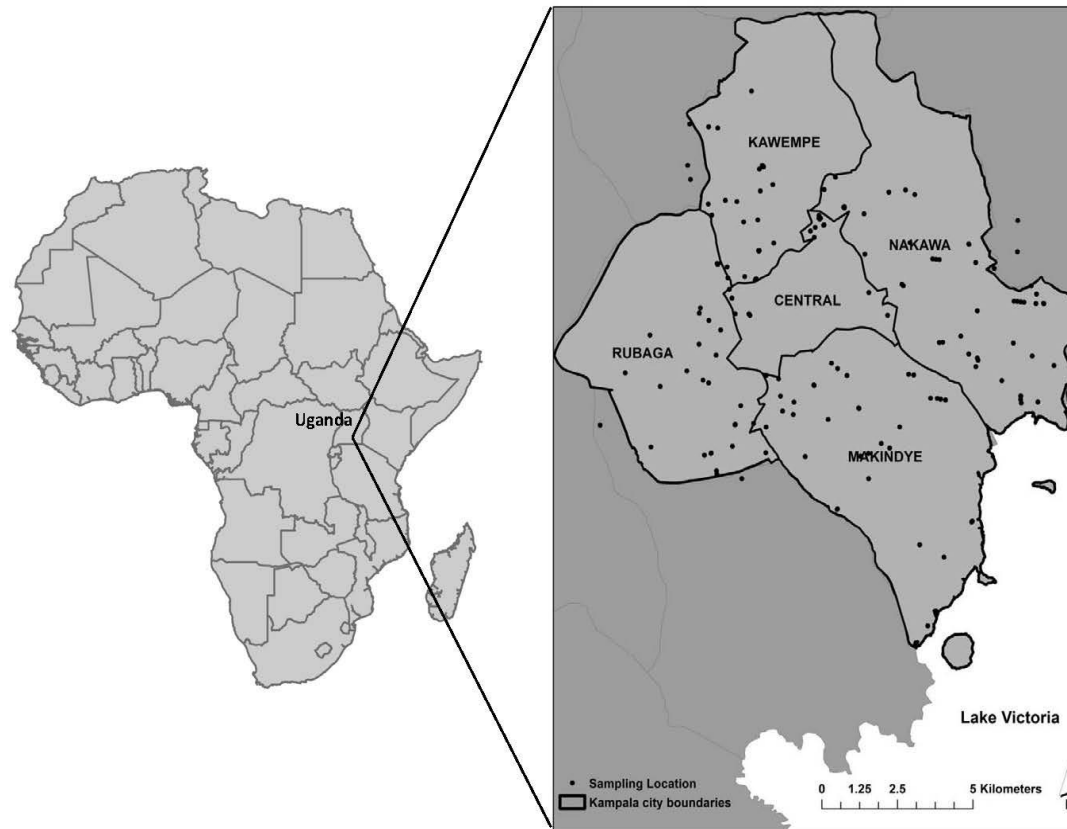 Uganda
KAWEMPE
NAKAWA
CENTRAL
RUBAGA
MAKINDYE
Lake Victoria
Sampling Location
Kampala city boundaries
0 1.25 2.5 5 Kilometers